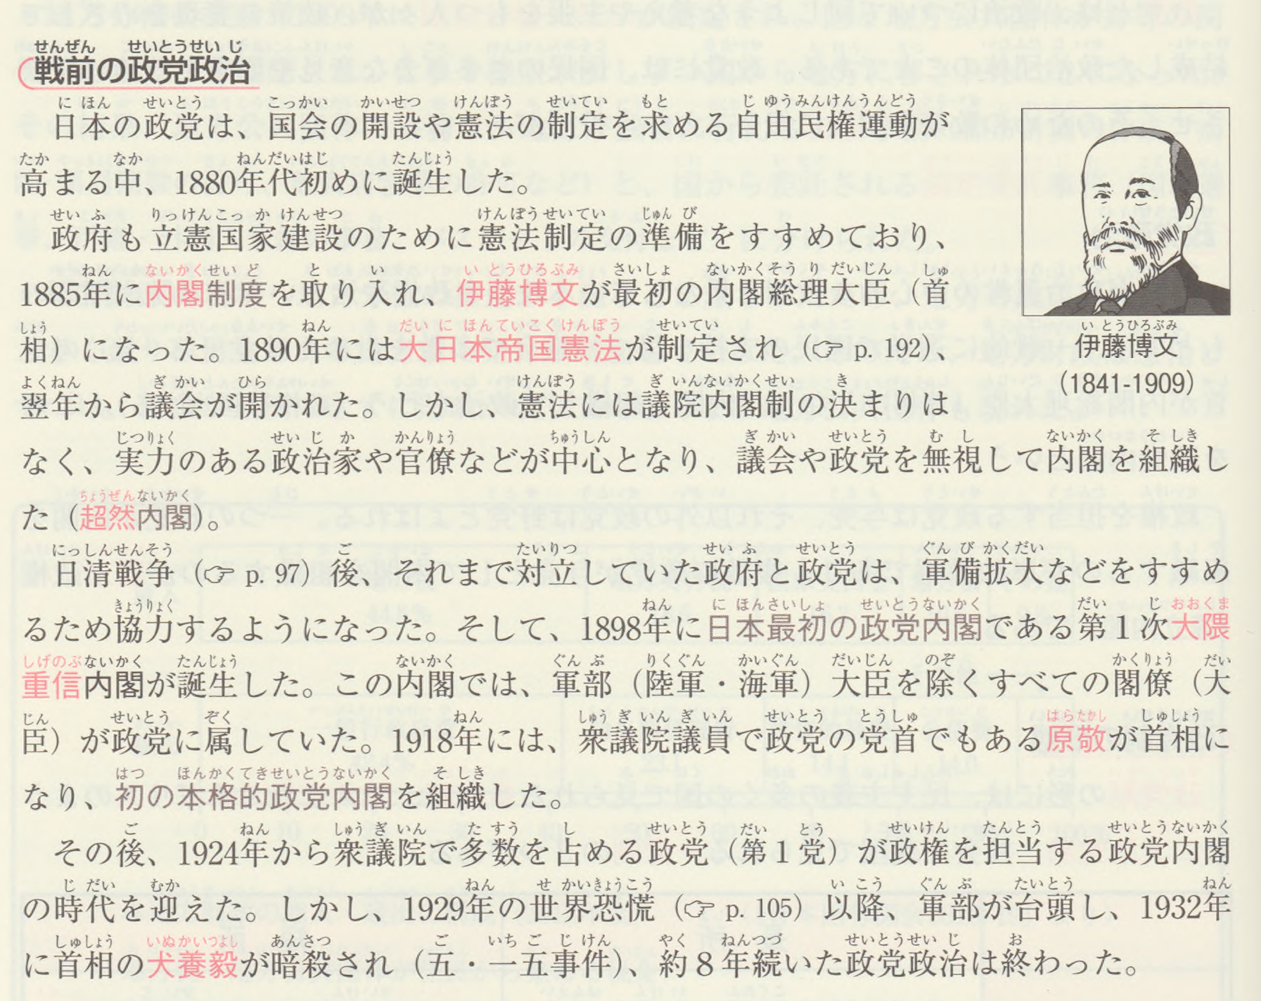 戦前の政党政治
日本の政党は、国会の開設や憲法の制定を求める自由民権運動が
高まる中、1880年代初めに誕生した。
政府も立憲国家建設のために憲法制定の準備をすすめており、
1885年に内閣制度を取り入れ、伊藤博文が最初の内閣総理大臣（首
相）になった。1890年には大日本帝国憲法が制定され（☞ p. 192）、
翌年から議会が開かれた。しかし、憲法には議院内閣制の決まりは
なく、実力のある政治家や官僚などが中心となり、議会や政党を無視して内閣を組織し
た（超然内閣）。
日清戦争（☞ p. 97）後、それまで対立していた政府と政党は、軍備拡大などをすすめ
るため協力するようになった。そして、1898年に日本最初の政党内閣である第1次大隈
重信内閣が誕生した。この内閣では、軍部（陸軍・海軍）大臣を除くすべての閣僚（大
臣）が政党に属していた。1918年には、衆議院議員で政党の党首でもある原敬が首相に
なり、初の本格的政党内閣を組織した。
その後、1924年から衆議院で多数を占める政党（第1党）が政権を担当する政党内閣
の時代を迎えた。しかし、1929年の世界恐慌（☞ p. 105）以降、軍部が台頭し、1932年
に首相の犬養毅が暗殺され（五・一五事件）、約8年続いた政党政治は終わった。
伊藤博文
（1841-1909）